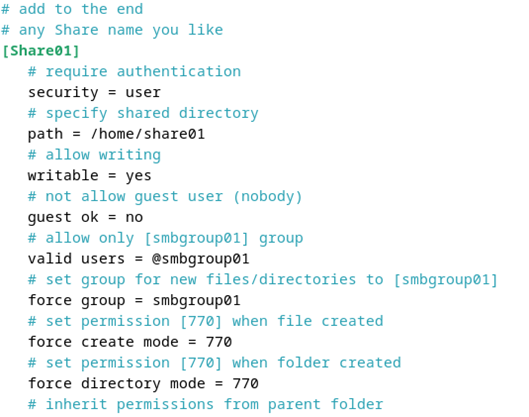 # add to the end
# any Share name you like
[Share01]
# require authentication
security = user
# specify shared directory
path = /home/share01
# allow writing
writable = yes
# not allow guest user (nobody)
guest ok = no
# allow only [smbgroup01] group
valid users = @smbgroup01
# set group for new files/directories to [smbgroup01]
force group = smbgroup01
# set permission [770] when file created
force create mode = 770
# set permission [770] when folder created
force directory mode = 770
# inherit permissions from parent folder